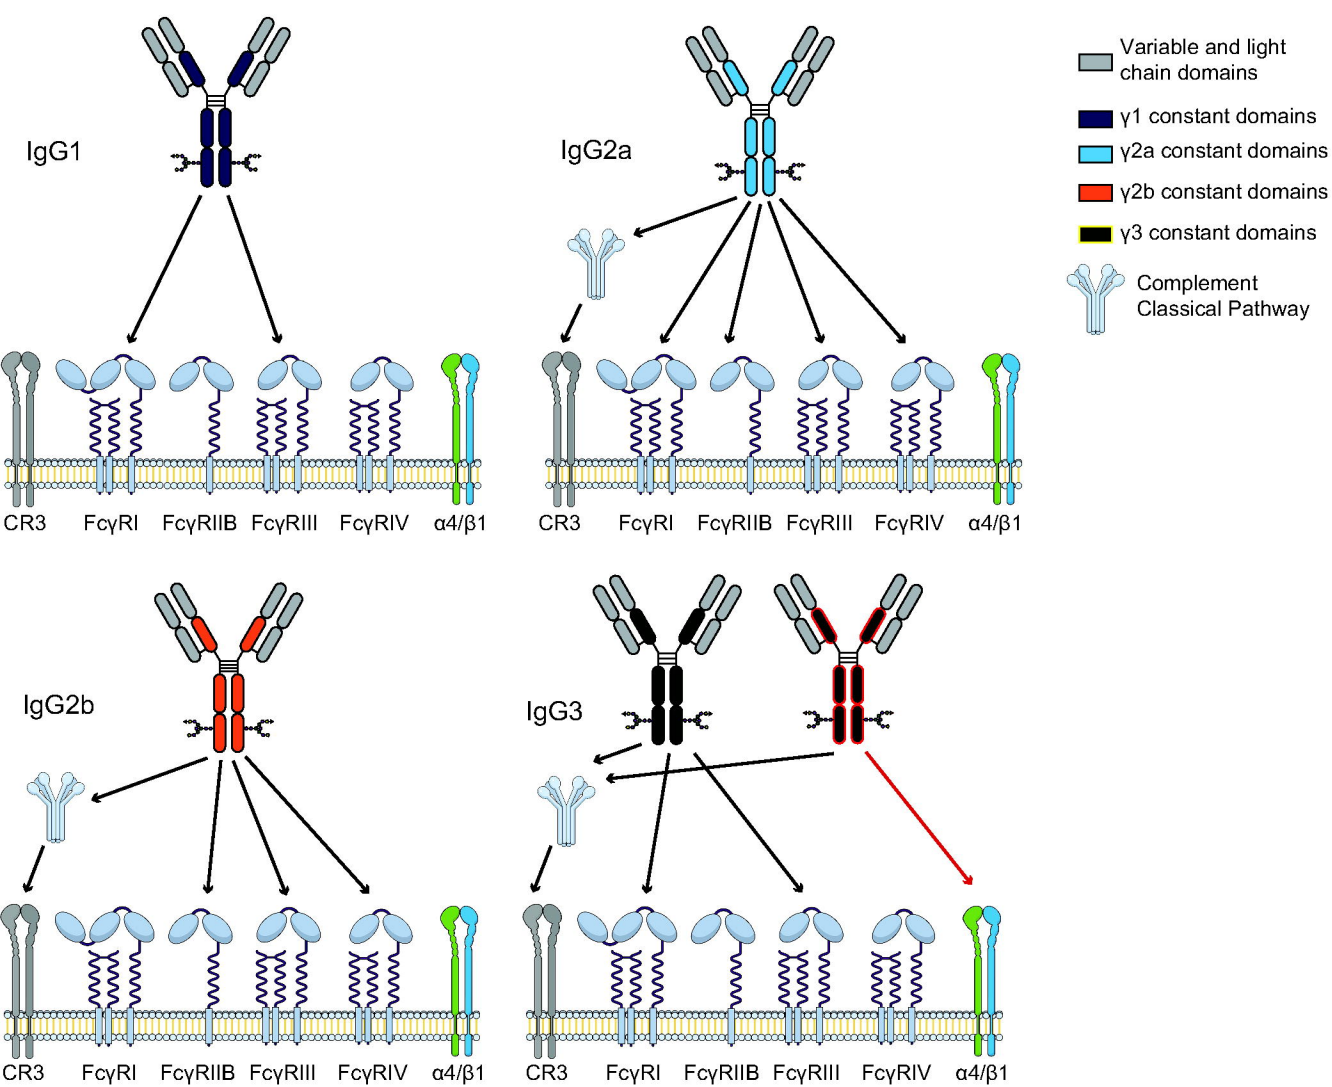 IgG1
IgG2a
Variable and light
chain domains
γ1 constant domains
γ2a constant domains
γ2b constant domains
γ3 constant domains
Complement
Classical Pathway
CR3 FcγRI FcγRIIB FcγRIII FcγRIV α4/β1
CR3 FcγRI FcγRIIB FcγRIII FcγRIV α4/β1
IgG2b
IgG3
CR3 FcγRI FcγRIIB FcγRIII FcγRIV α4/β1
CR3 FcγRI FcγRIIB FcγRIII FcγRIV α4/β1